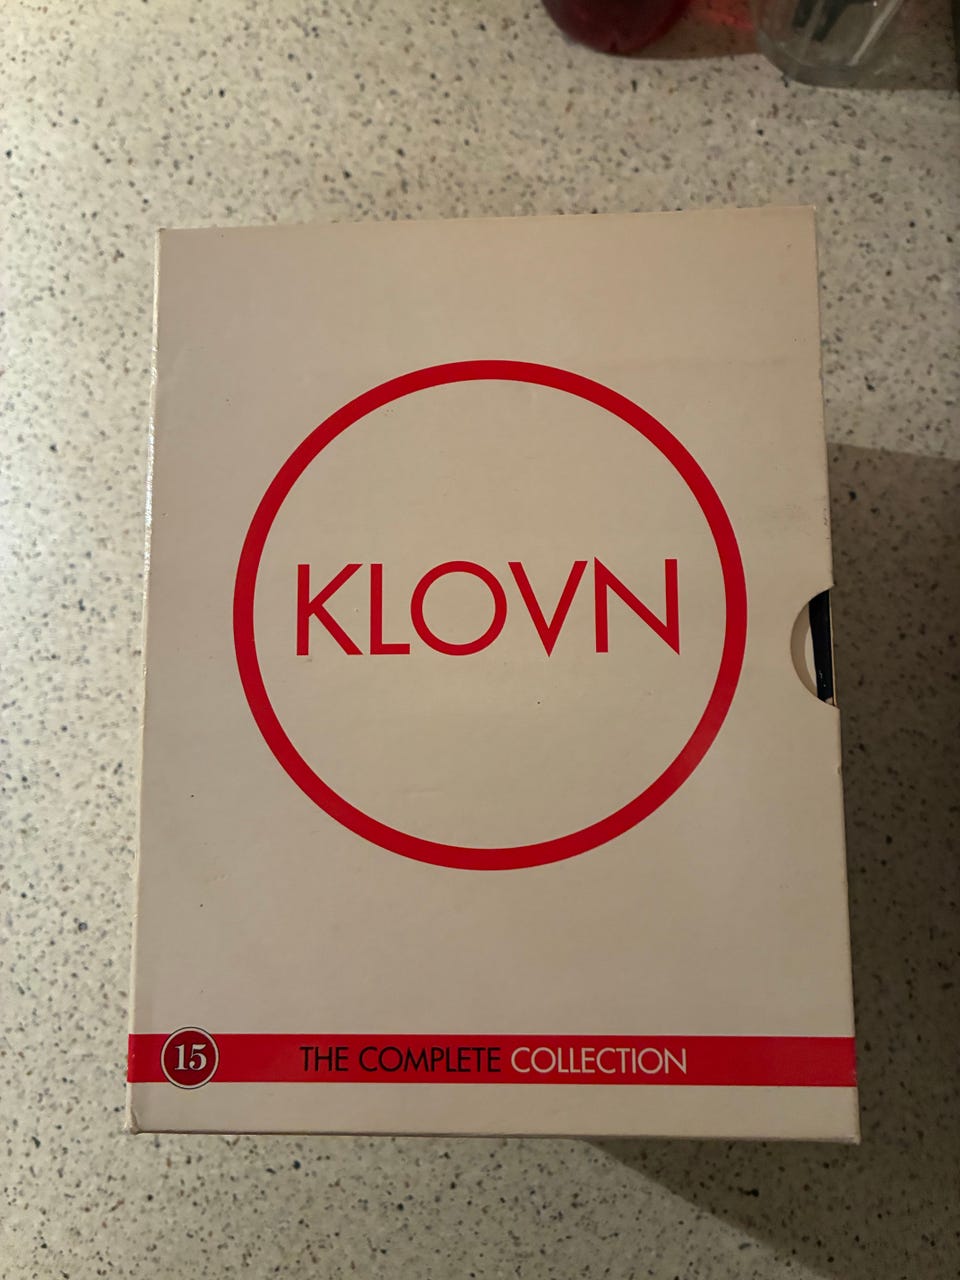 KLOVN
15 THE COMPLETE COLLECTION